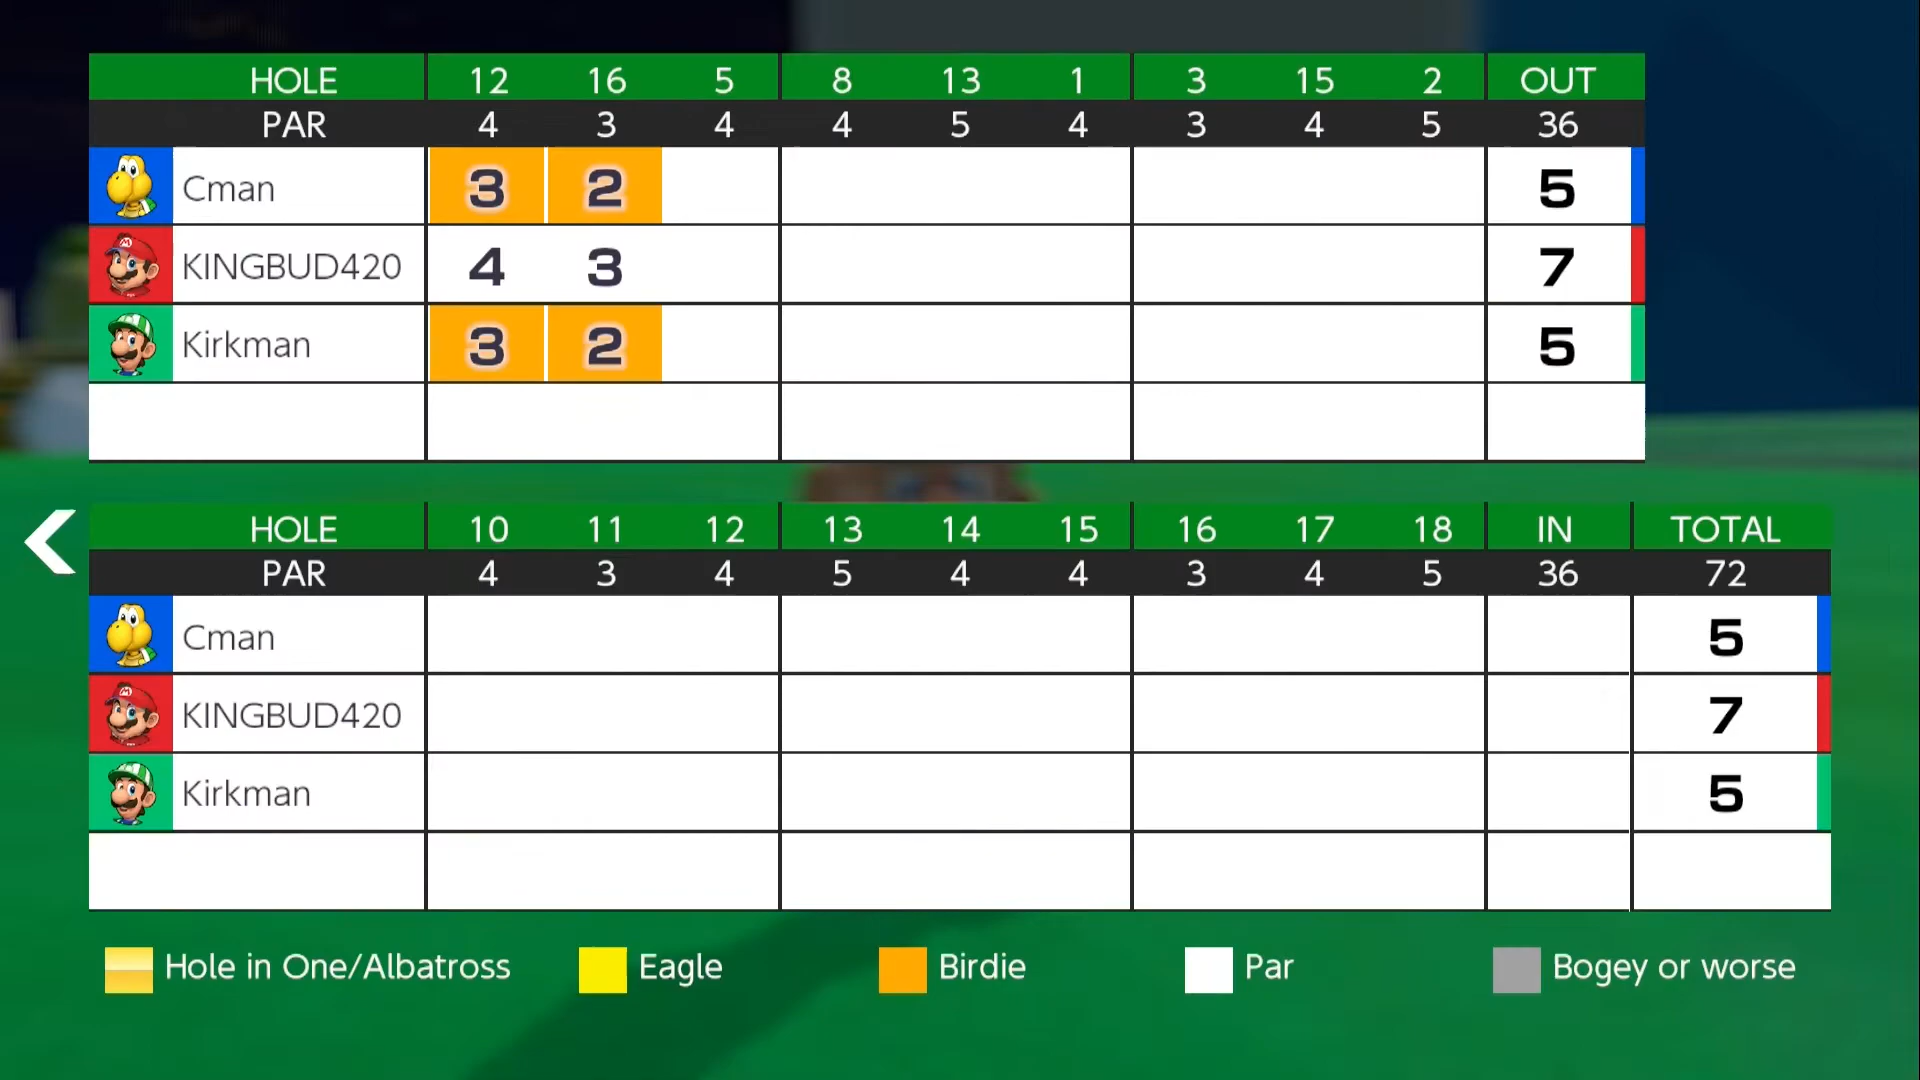 HOLE 12 16 5 8 13 1 3 15 2 OUT
PAR 4 3 4 4 5 4 3 4 5 36
Cman 3 2 5
KINGBUD420 4 3 7
Kirkman 3 2 5
HOLE 10 11 12 13 14 15 16 17 18 IN TOTAL
PAR 4 3 4 5 4 4 3 4 5 36 72
Cman 5
KINGBUD420 7
Kirkman 5
Hole in One/Albatross Eagle Birdie Par Bogey or worse